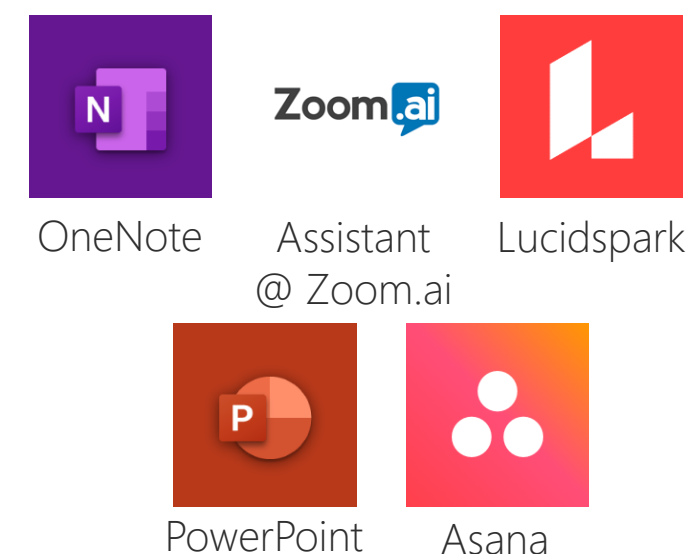 N
Zoom.ai
OneNote
Assistant
@ Zoom.ai
Lucidspark
P
PowerPoint
Asana